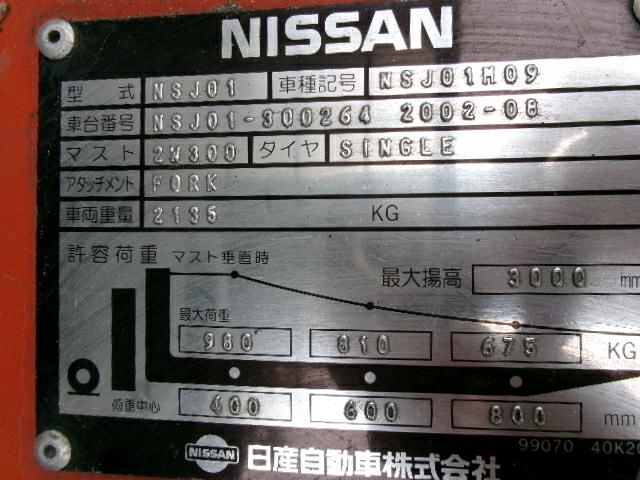 NISSAN
型式 NSJ01 車種記号 NSJ01M09
車台番号 NSJ01-300264 2002-08
マスト 2W300 タイヤ SINGLE
アタッチメント FORK
車両重量 2135 KG
許容荷重 マスト垂直時
最大揚高 3000 mm
最大荷重
980 810 675 KG
荷重中心 400 600 800 mm
99070 40K20
NISSAN 日産自動車株式会社